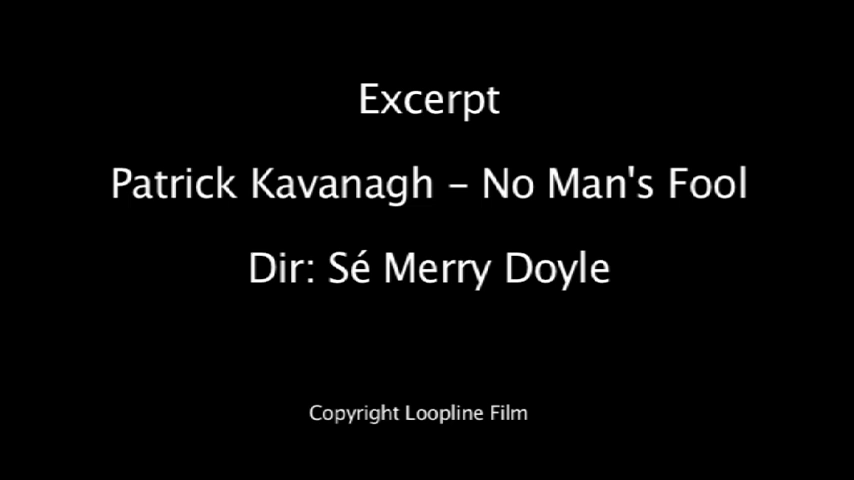 Excerpt
Patrick Kavanagh – No Man's Fool
Dir: Sé Merry Doyle
Copyright Loopline Film